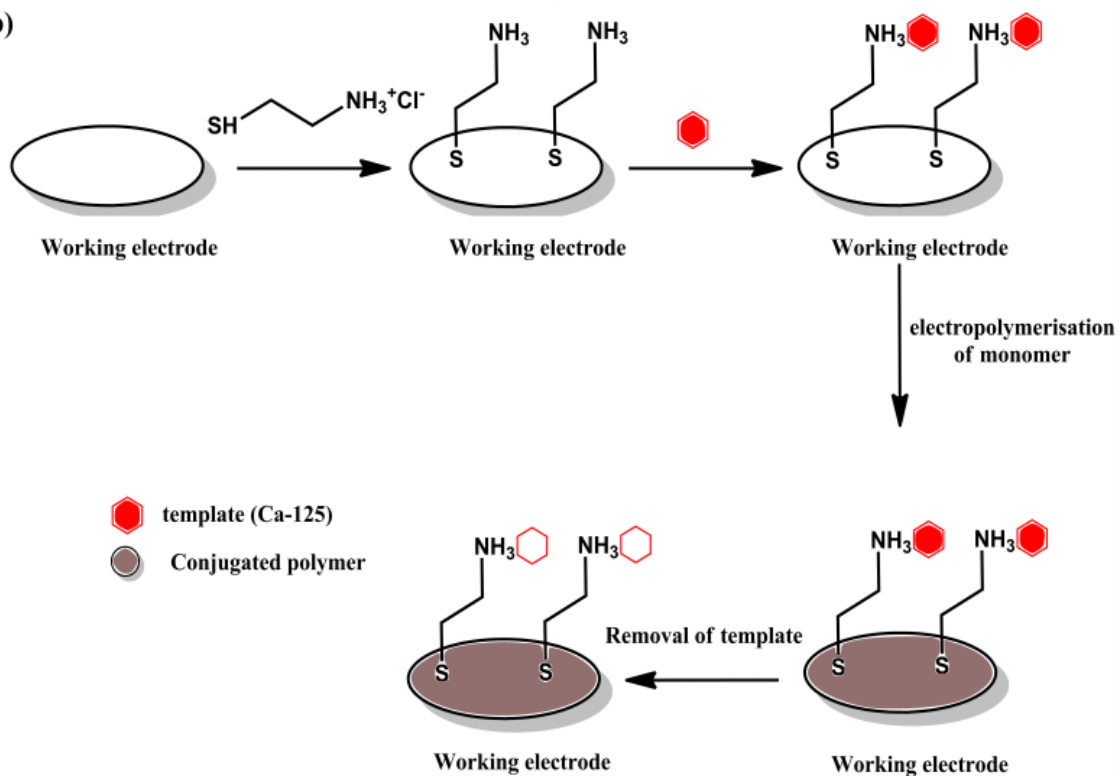 b)
NH3 NH3
SH NH3+Cl-
S S
NH3 NH3
S S
Working electrode
Working electrode
Working electrode
electropolymerisation
of monomer
template (Ca-125)
Conjugated polymer
NH3 NH3
S S
Removal of template
NH3 NH3
S S
Working electrode
Working electrode